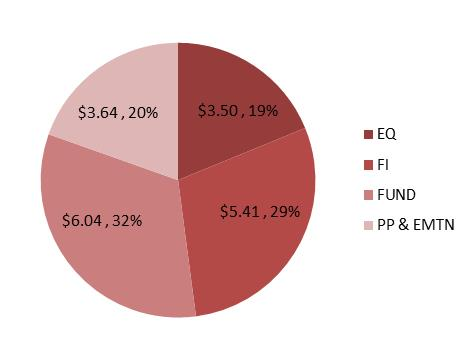 $3.64 , 20%
$3.50 , 19%
$6.04 , 32%
$5.41 , 29%
EQ
FI
FUND
PP & EMTN